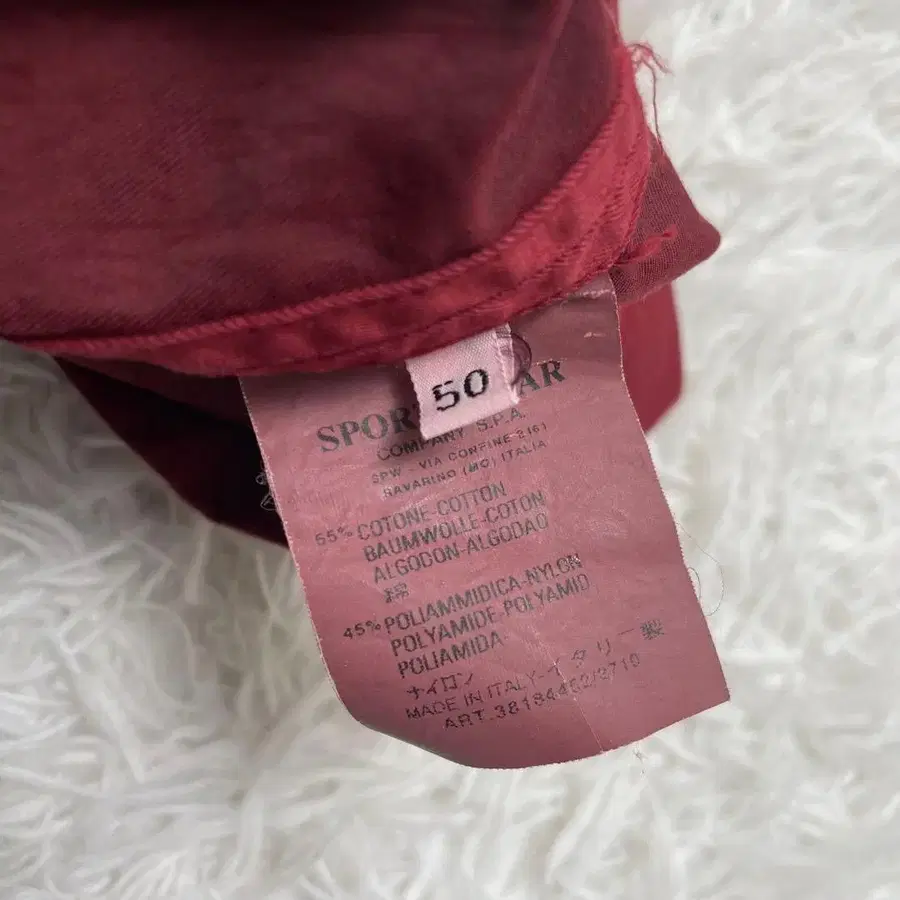 50
SPOR AR
COMPANY S.P.A.
SPW - VIA CONFINE 2161
RAVARINO (MO) ITALIA
55% COTONE-COTTON
BAUMWOLLE-COTON
ALGODON-ALGODAO
綿
45% POLIAMMIDICA-NYLON
POLYAMIDE-POLYAMID
POLIAMIDA-
ナイロン
MADE IN ITALY-イタリー製